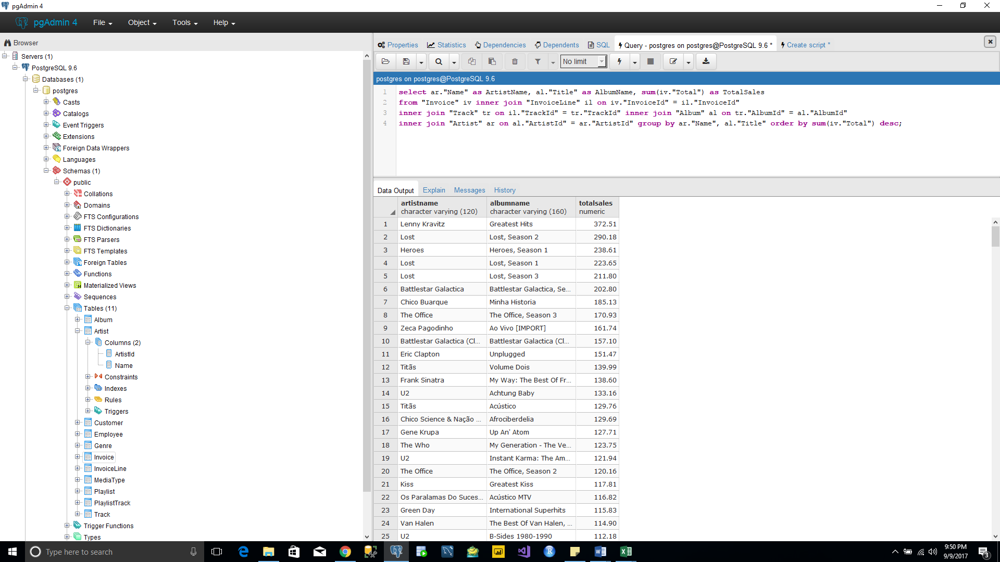 pgAdmin 4
pgAdmin 4 File Object Tools Help
Browser
Servers (1)
PostgreSQL 9.6
Databases (1)
postgres
Casts
Catalogs
Event Triggers
Extensions
Foreign Data Wrappers
Languages
Schemas (1)
public
Collations
Domains
FTS Configurations
FTS Dictionaries
FTS Parsers
FTS Templates
Foreign Tables
Functions
Materialized Views
Sequences
Tables (11)
Album
Artist
Columns (2)
ArtistId
Name
Constraints
Indexes
Rules
Triggers
Customer
Employee
Genre
Invoice
InvoiceLine
MediaType
Playlist
PlaylistTrack
Track
Trigger Functions
Types
Properties Statistics Dependencies Dependents SQL Query - postgres on postgres@PostgreSQL 9.6 * Create script *
No limit
postgres on postgres@PostgreSQL 9.6
1 select ar."Name" as ArtistName, al."Title" as AlbumName, sum(iv."Total") as TotalSales
2 from "Invoice" iv inner join "InvoiceLine" il on iv."InvoiceId" = il."InvoiceId"
3 inner join "Track" tr on il."TrackId" = tr."TrackId" inner join "Album" al on tr."AlbumId" = al."AlbumId"
4 inner join "Artist" ar on al."ArtistId" = ar."ArtistId" group by ar."Name", al."Title" order by sum(iv."Total") desc;
Data Output Explain Messages History
artistname albumname totalsales
character varying (120) character varying (160) numeric
1 Lenny Kravitz Greatest Hits 372.51
2 Lost Lost, Season 2 290.18
3 Heroes Heroes, Season 1 238.61
4 Lost Lost, Season 1 223.65
5 Lost Lost, Season 3 211.80
6 Battlestar Galactica Battlestar Galactica, Se... 202.80
7 Chico Buarque Minha Historia 185.13
8 The Office The Office, Season 3 170.93
9 Zeca Pagodinho Ao Vivo [IMPORT] 161.74
10 Battlestar Galactica (Cl... Battlestar Galactica (Cl... 157.10
11 Eric Clapton Unplugged 151.47
12 Titãs Volume Dois 139.99
13 Frank Sinatra My Way: The Best Of Fr... 138.60
14 U2 Achtung Baby 133.16
15 Titãs Acústico 129.76
16 Chico Science & Nação ... Afrociberdelia 129.69
17 Gene Krupa Up An' Atom 127.71
18 The Who My Generation - The Ve... 123.75
19 U2 Instant Karma: The Am... 121.94
20 The Office The Office, Season 2 120.16
21 Kiss Greatest Kiss 117.81
22 Os Paralamas Do Suces... Acústico MTV 116.82
23 Green Day International Superhits 115.83
24 Van Halen The Best Of Van Halen, ... 114.90
25 U2 B-Sides 1980-1990 112.18
Type here to search
9:50 PM
9/9/2017
3